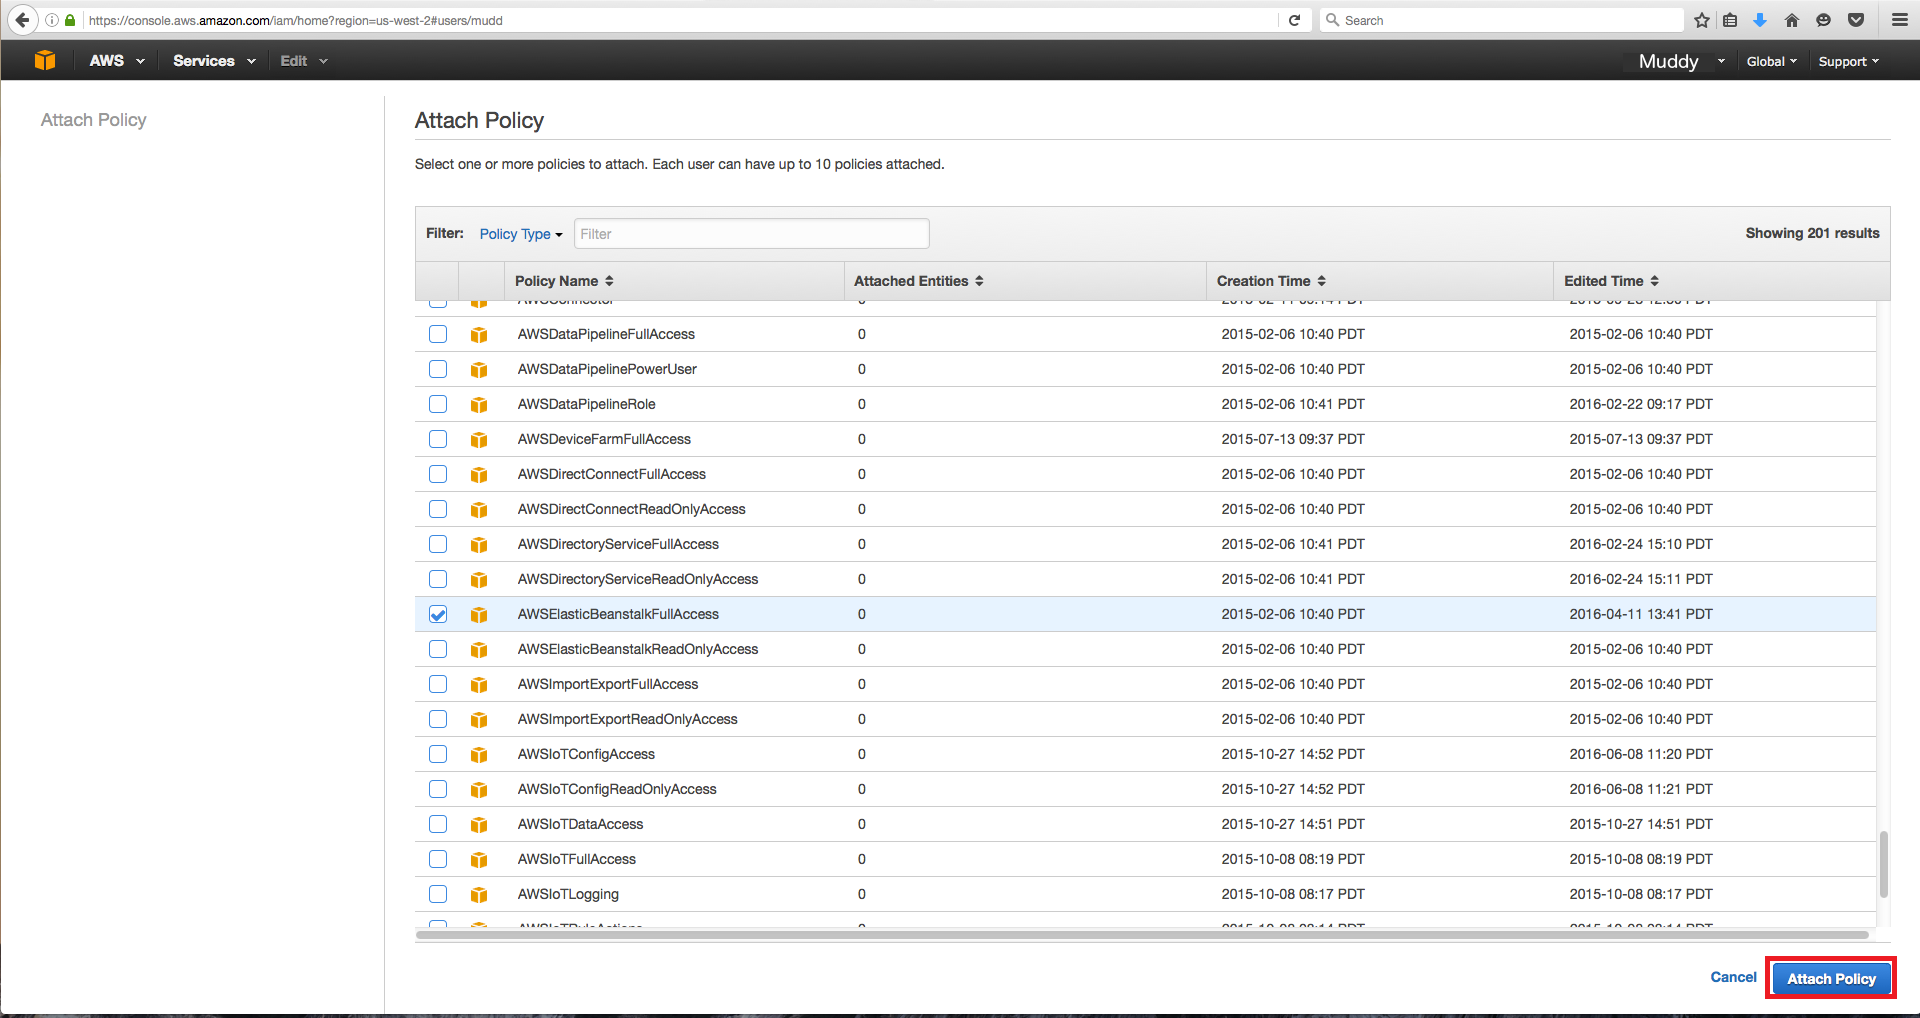 https://console.aws.amazon.com/iam/home?region=us-west-2#users/mudd
Search
AWS Services Edit Muddy Global Support
Attach Policy
Attach Policy
Select one or more policies to attach. Each user can have up to 10 policies attached.
Filter: Policy Type Filter Showing 201 results
Policy Name Attached Entities Creation Time Edited Time
AWSDataPipelineFullAccess 0 2015-02-06 10:40 PDT 2015-02-06 10:40 PDT
AWSDataPipelinePowerUser 0 2015-02-06 10:40 PDT 2015-02-06 10:40 PDT
AWSDataPipelineRole 0 2015-02-06 10:41 PDT 2016-02-22 09:17 PDT
AWSDeviceFarmFullAccess 0 2015-07-13 09:37 PDT 2015-07-13 09:37 PDT
AWSDirectConnectFullAccess 0 2015-02-06 10:40 PDT 2015-02-06 10:40 PDT
AWSDirectConnectReadOnlyAccess 0 2015-02-06 10:40 PDT 2015-02-06 10:40 PDT
AWSDirectoryServiceFullAccess 0 2015-02-06 10:41 PDT 2016-02-24 15:10 PDT
AWSDirectoryServiceReadOnlyAccess 0 2015-02-06 10:41 PDT 2016-02-24 15:11 PDT
AWSElasticBeanstalkFullAccess 0 2015-02-06 10:40 PDT 2016-04-11 13:41 PDT
AWSElasticBeanstalkReadOnlyAccess 0 2015-02-06 10:40 PDT 2015-02-06 10:40 PDT
AWSImportExportFullAccess 0 2015-02-06 10:40 PDT 2015-02-06 10:40 PDT
AWSImportExportReadOnlyAccess 0 2015-02-06 10:40 PDT 2015-02-06 10:40 PDT
AWSIoTConfigAccess 0 2015-10-27 14:52 PDT 2016-06-08 11:20 PDT
AWSIoTConfigReadOnlyAccess 0 2015-10-27 14:52 PDT 2016-06-08 11:21 PDT
AWSIoTDataAccess 0 2015-10-27 14:51 PDT 2015-10-27 14:51 PDT
AWSIoTFullAccess 0 2015-10-08 08:19 PDT 2015-10-08 08:19 PDT
AWSIoTLogging 0 2015-10-08 08:17 PDT 2015-10-08 08:17 PDT
Cancel Attach Policy